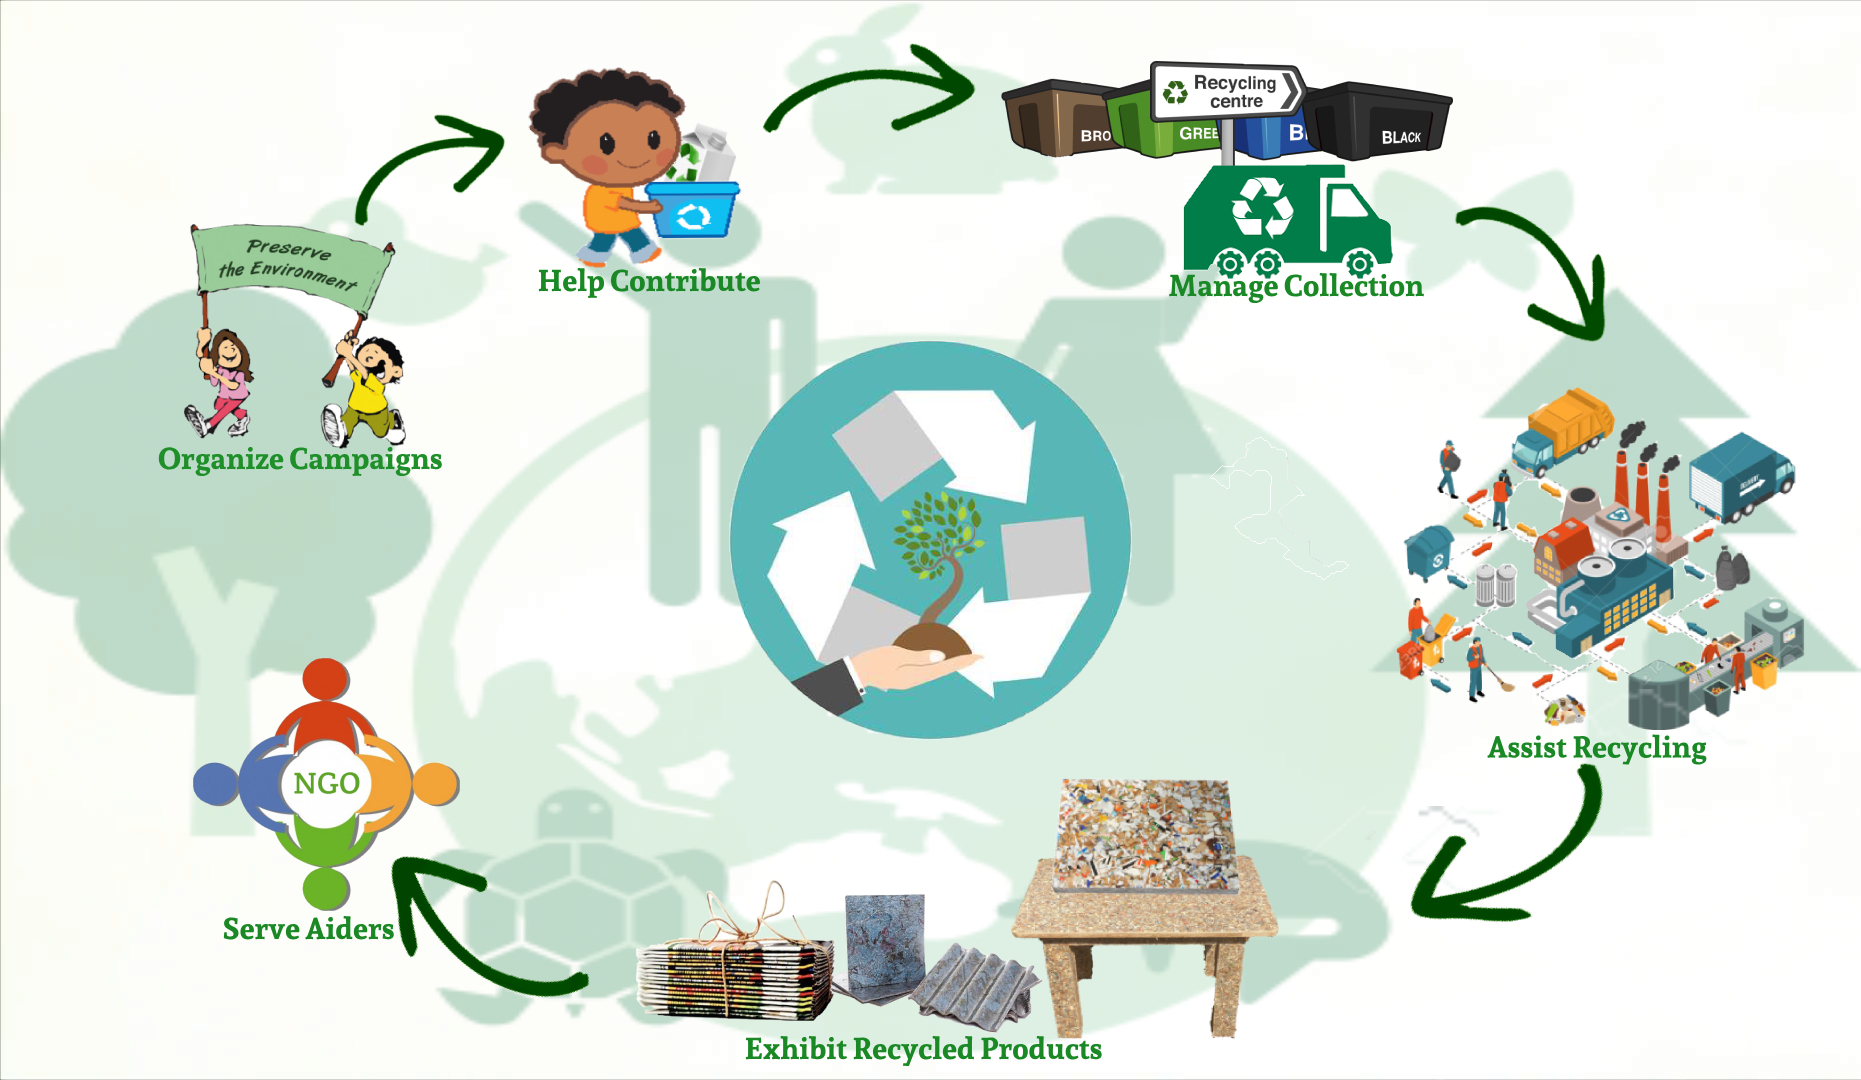 Recycling
centre
BRO
GREE
B
BLACK
Preserve
the Environment
Help Contribute
Manage Collection
Organize Campaigns
DELIVERY
Assist Recycling
NGO
Serve Aiders
Exhibit Recycled Products